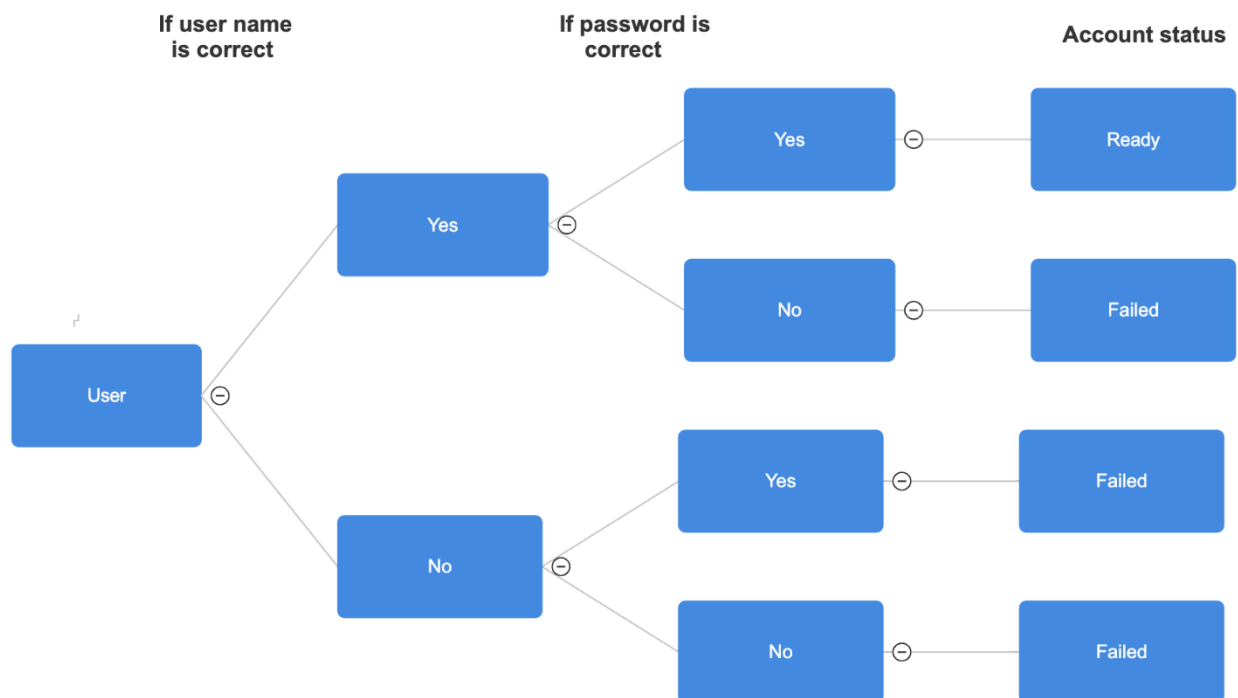 If user name
is correct
If password is
correct
Account status
Yes
Ready
Yes
No
Failed
User
Yes
Failed
No
No
Failed